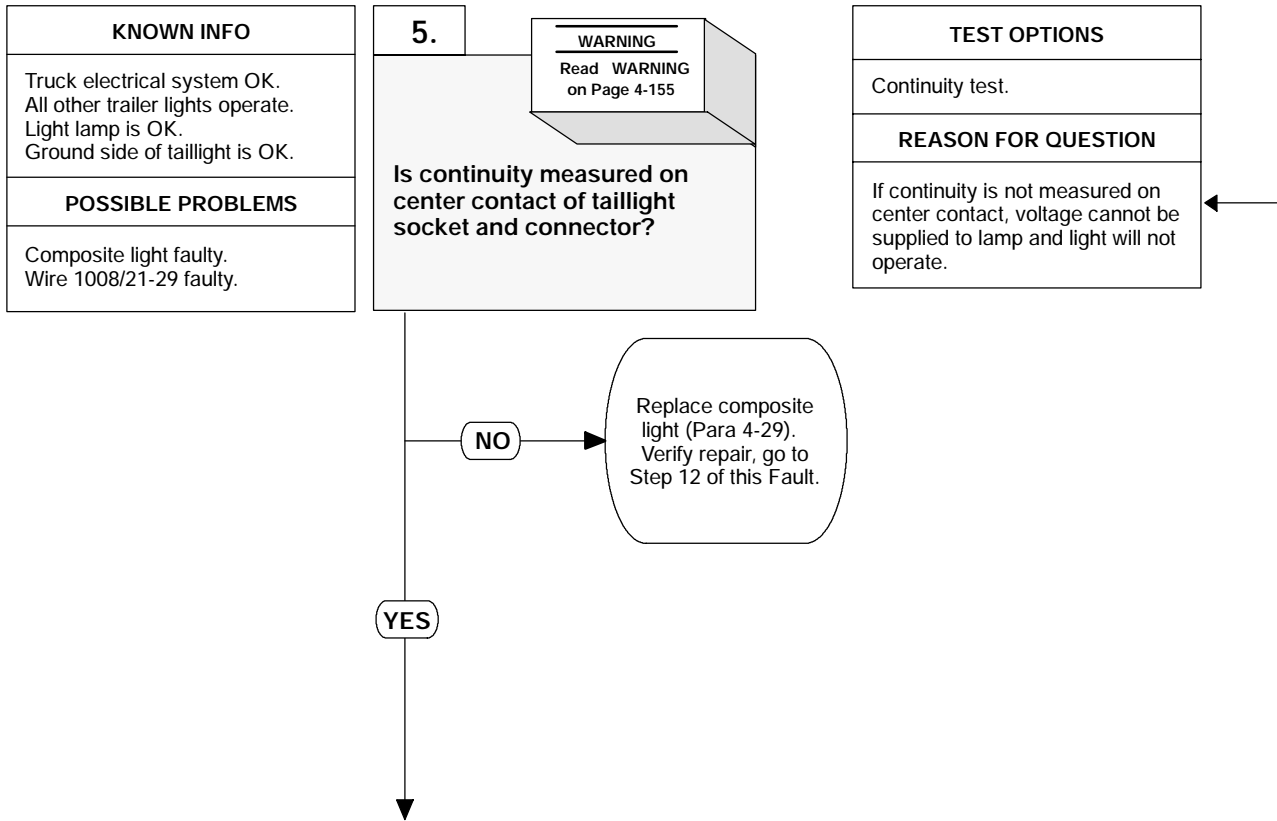 KNOWN INFO
Truck electrical system OK.
All other trailer lights operate.
Light lamp is OK.
Ground side of taillight is OK.
POSSIBLE PROBLEMS
Composite light faulty.
Wire 1008/21-29 faulty.
5.
WARNING
Read WARNING
on Page 4-155
Is continuity measured on
center contact of taillight
socket and connector?
TEST OPTIONS
Continuity test.
REASON FOR QUESTION
If continuity is not measured on
center contact, voltage cannot be
supplied to lamp and light will not
operate.
NO
Replace composite
light (Para 4-29).
Verify repair, go to
Step 12 of this Fault.
YES